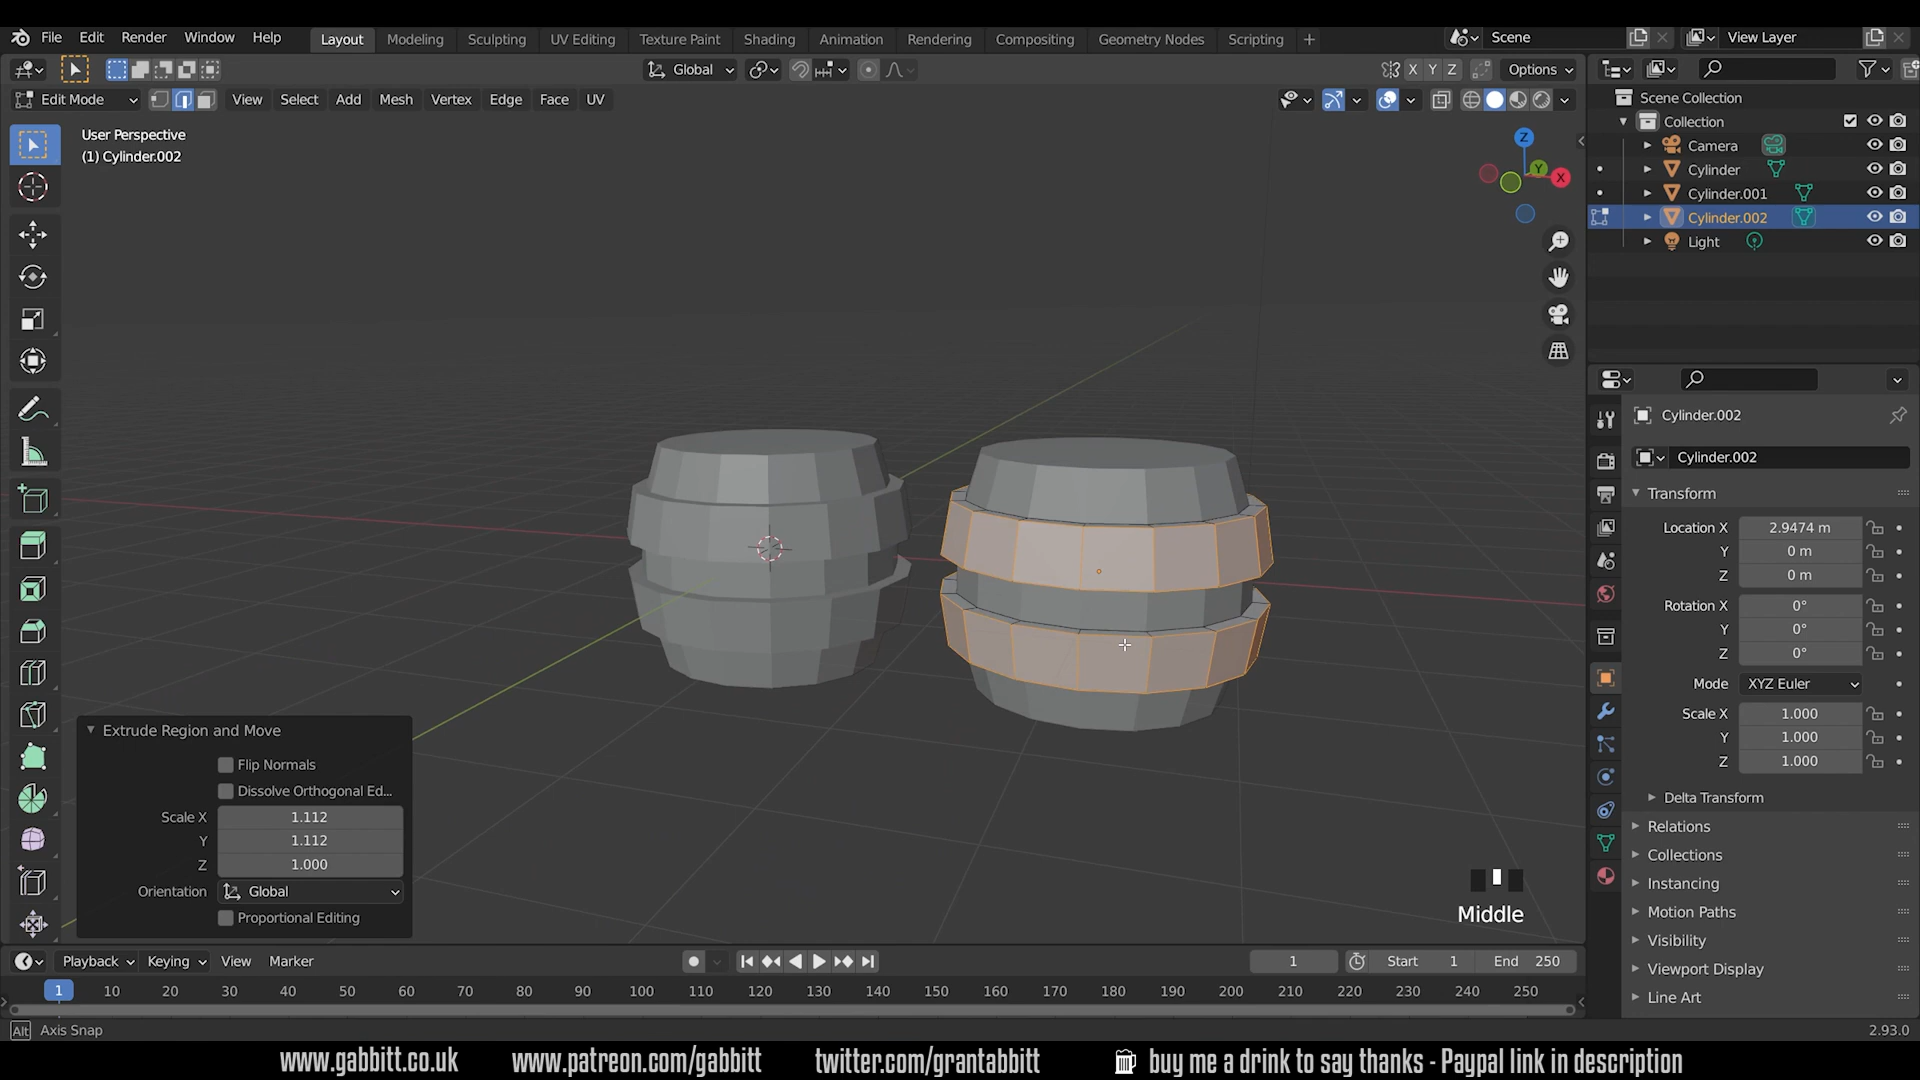 File Edit Render Window Help Layout Modeling Sculpting UV Editing Texture Paint Shading Animation Rendering Compositing Geometry Nodes Scripting + Scene View Layer
Global X Y Z Options
Edit Mode View Select Add Mesh Vertex Edge Face UV
User Perspective
(1) Cylinder.002
Z
Y
X
Scene Collection
Collection
Camera
Cylinder
Cylinder.001
Cylinder.002
Light
Cylinder.002
Cylinder.002
Transform
Location X 2.9474 m
Y 0 m
Z 0 m
Rotation X 0°
Y 0°
Z 0°
Mode XYZ Euler
Scale X 1.000
Y 1.000
Z 1.000
Delta Transform
Relations
Collections
Instancing
Motion Paths
Visibility
Viewport Display
Line Art
Extrude Region and Move
Flip Normals
Dissolve Orthogonal Ed...
Scale X 1.112
Y 1.112
Z 1.000
Orientation Global
Proportional Editing
Middle
Playback Keying View Marker 1 Start 1 End 250
1 10 20 30 40 50 60 70 80 90 100 110 120 130 140 150 160 170 180 190 200 210 220 230 240 250
Alt Axis Snap 2.93.0
www.gabbitt.co.uk www.patreon.com/gabbitt twitter.com/grantabbitt buy me a drink to say thanks - Paypal link in description